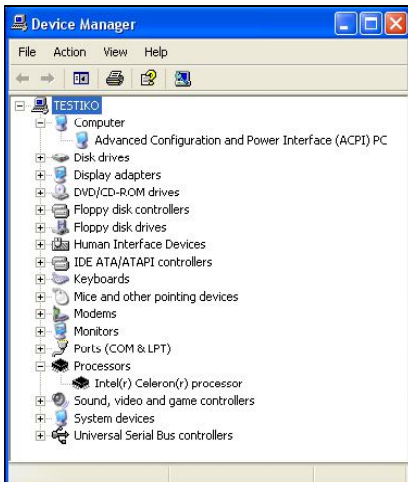 Device Manager
File Action View Help
TESTIKO
Computer
Advanced Configuration and Power Interface (ACPI) PC
Disk drives
Display adapters
DVD/CD-ROM drives
Floppy disk controllers
Floppy disk drives
Human Interface Devices
IDE ATA/ATAPI controllers
Keyboards
Mice and other pointing devices
Modems
Monitors
Ports (COM & LPT)
Processors
Intel(r) Celeron(r) processor
Sound, video and game controllers
System devices
Universal Serial Bus controllers